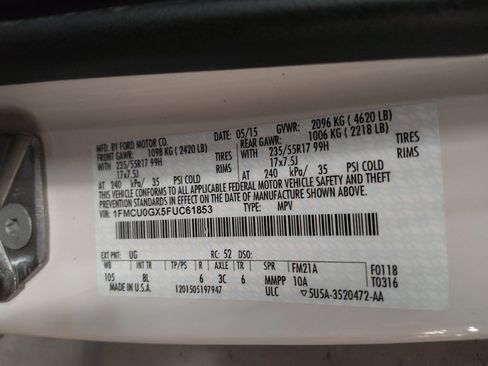 MFD. BY FORD MOTOR CO. DATE: 05/15 GVWR: 2096 KG ( 4620 LB)
FRONT GAWR: 1098 KG ( 2420 LB) REAR GAWR: 1006 KG ( 2218 LB)
WITH 235/55R17 99H TIRES WITH 235/55R17 99H TIRES
17x7.5J RIMS 17x7.5J RIMS
AT 240 kPa/ 35 PSI COLD AT 240 kPa/ 35 PSI COLD
THIS VEHICLE CONFORMS TO ALL APPLICABLE FEDERAL MOTOR VEHICLE SAFETY AND THEFT
PREVENTION STANDARDS IN EFFECT ON THE DATE OF MANUFACTURE SHOWN ABOVE.
VIN: 1FMCU0GX5FUC61853 TYPE: MPV
EXT PNT: UG RC: 52 DSO:
WB INT TR TP/PS R AXLE TR SPR FM21A F0118
105 8L 6 3C 6 MMPP 10A T0316
MADE IN U.S.A. 1201505197947 ULC 5U5A-3520472-AA